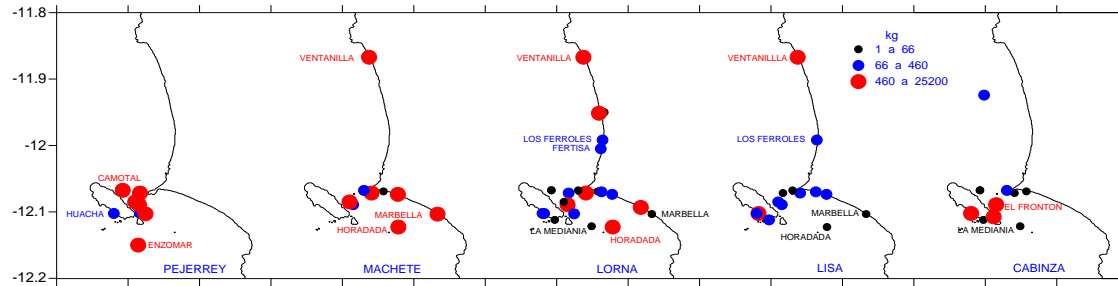 -11.8
-11.9
-12
-12.1
-12.2
CAMOTAL
HUACHA
ENZOMAR
PEJERREY
VENTANILLA
MARBELLA
HORADADA
MACHETE
VENTANILLA
LOS FERROLES
FERTISA
MARBELLA
LA MEDIANIA
HORADADA
LORNA
VENTANILLLA
LOS FERROLES
MARBELLA
HORADADA
LISA
kg
1 a 66
66 a 460
460 a 25200
EL FRONTON
LA MEDIANIA
CABINZA